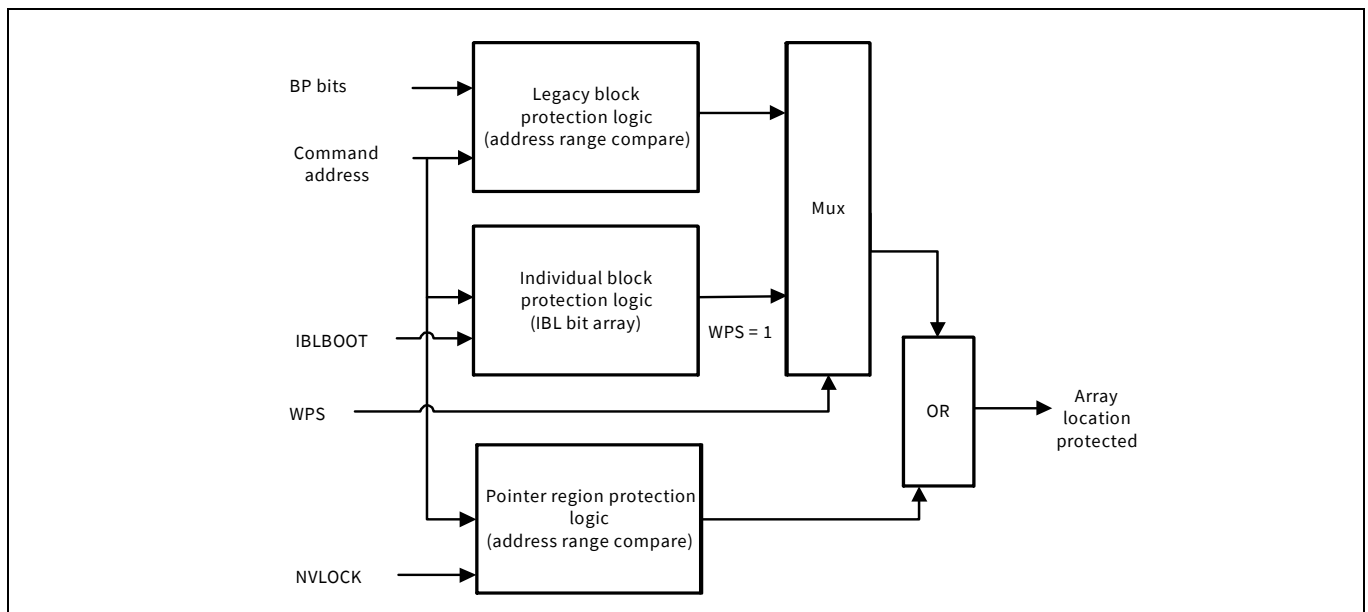 BP bits
Legacy block
protection logic
(address range compare)
Command
address
Mux
Individual block
protection logic
(IBL bit array)
IBLBOOT
WPS = 1
WPS
OR
Array
location
protected
Pointer region protection
logic
(address range compare)
NVLOCK